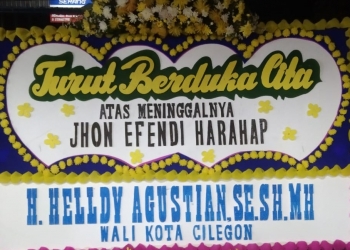 Turut Berduka Cita
ATAS MENINGGALNYA
JHON EFENDI HARAHAP
H. HELLDY AGUSTIAN, SE.SH.MH
WALI KOTA CILEGON